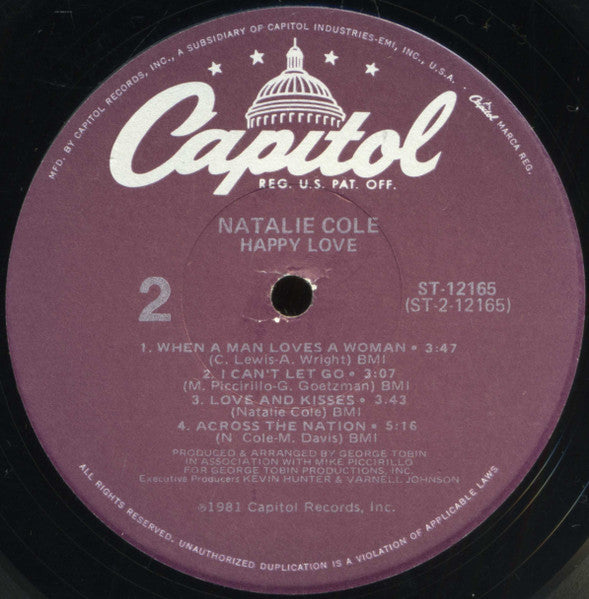 MFD. BY CAPITOL RECORDS, INC., A SUBSIDIARY OF CAPITOL INDUSTRIES-EMI, INC., U.S.A. • Capitol MARCA REG.
Capitol
REG. U.S. PAT. OFF.
NATALIE COLE
HAPPY LOVE
2
ST-12165
(ST-2-12165)
1. WHEN A MAN LOVES A WOMAN • 3:47
(C. Lewis-A. Wright) BMI
2. I CAN'T LET GO • 3:07
(M. Piccirillo-G. Goetzman) BMI
3. LOVE AND KISSES • 3.43
(Natalie Cole) BMI
4. ACROSS THE NATION • 5:16
(N. Cole-M. Davis) BMI
PRODUCED & ARRANGED BY GEORGE TOBIN
IN ASSOCIATION WITH MIKE PICCIRILLO
FOR GEORGE TOBIN PRODUCTIONS, INC.
Executive Producers KEVIN HUNTER & VARNELL JOHNSON
℗1981 Capitol Records, Inc.
ALL RIGHTS RESERVED. UNAUTHORIZED DUPLICATION IS A VIOLATION OF APPLICABLE LAWS